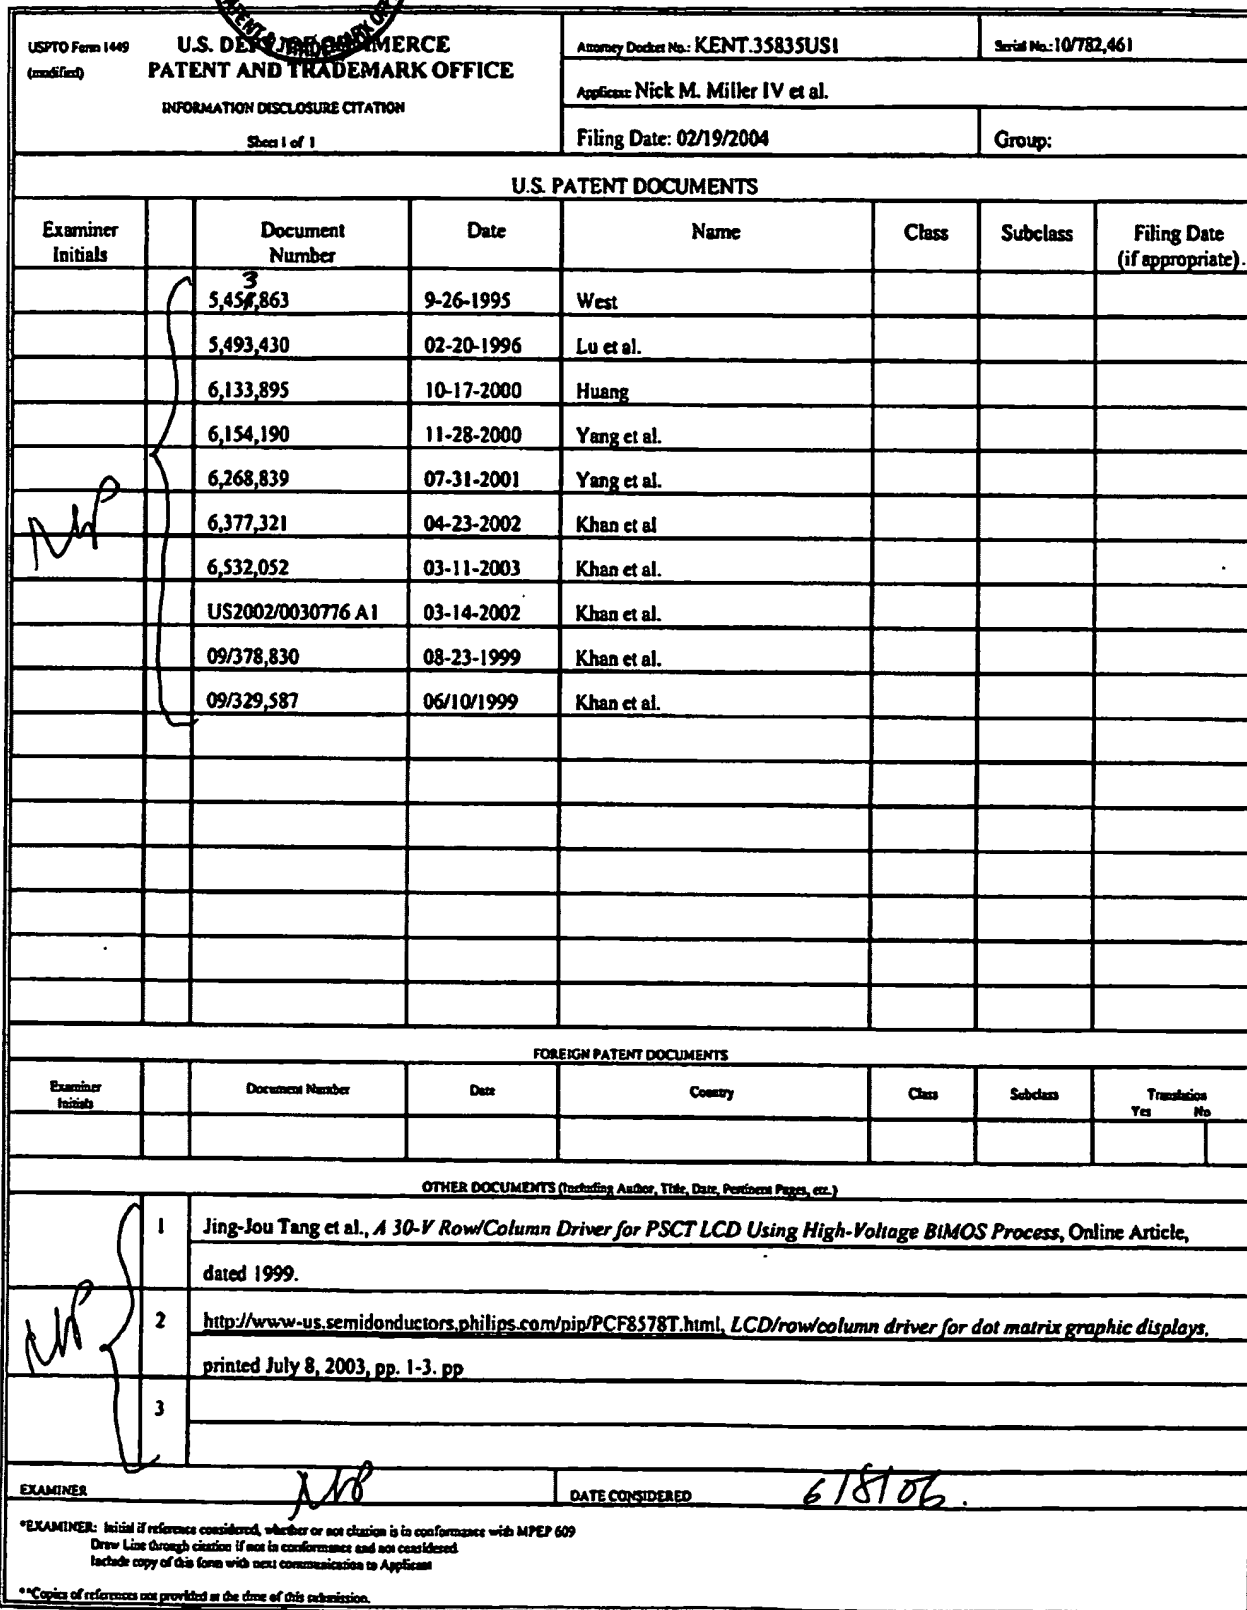 PATENT & TRADEMARK
USPTO Form 1449 U.S. DEPT. OF COMMERCE Attorney Docket No.: KENT.35835US1 Serial No.: 10/782,461
(modified) PATENT AND TRADEMARK OFFICE
Applicant: Nick M. Miller IV et al.
INFORMATION DISCLOSURE CITATION
Sheet 1 of 1 Filing Date: 02/19/2004 Group:
U.S. PATENT DOCUMENTS
Examiner Document Date Name Class Subclass Filing Date
Initials Number (if appropriate).
3
5,45,863 9-26-1995 West
5,493,430 02-20-1996 Lu et al.
6,133,895 10-17-2000 Huang
6,154,190 11-28-2000 Yang et al.
6,268,839 07-31-2001 Yang et al.
6,377,321 04-23-2002 Khan et al
6,532,052 03-11-2003 Khan et al.
US2002/0030776 A1 03-14-2002 Khan et al.
09/378,830 08-23-1999 Khan et al.
09/329,587 06/10/1999 Khan et al.
FOREIGN PATENT DOCUMENTS
Examiner Document Number Date Country Class Subclass Translation
Initials Yes No
OTHER DOCUMENTS (Including Author, Title, Date, Pertinent Pages, etc.)
1 Jing-Jou Tang et al., A 30-V Row/Column Driver for PSCT LCD Using High-Voltage BiMOS Process, Online Article,
dated 1999.
2 http://www-us.semidonductors.philips.com/pip/PCF8578T.html, LCD/row/column driver for dot matrix graphic displays,
printed July 8, 2003, pp. 1-3. pp
3
EXAMINER DATE CONSIDERED 6/8/06.
*EXAMINER: Initial if reference considered, whether or not citation is in conformance with MPEP 609
Draw Line through citation if not in conformance and not considered.
Include copy of this form with next communication to Applicant
**Copies of references not provided at the time of this submission.